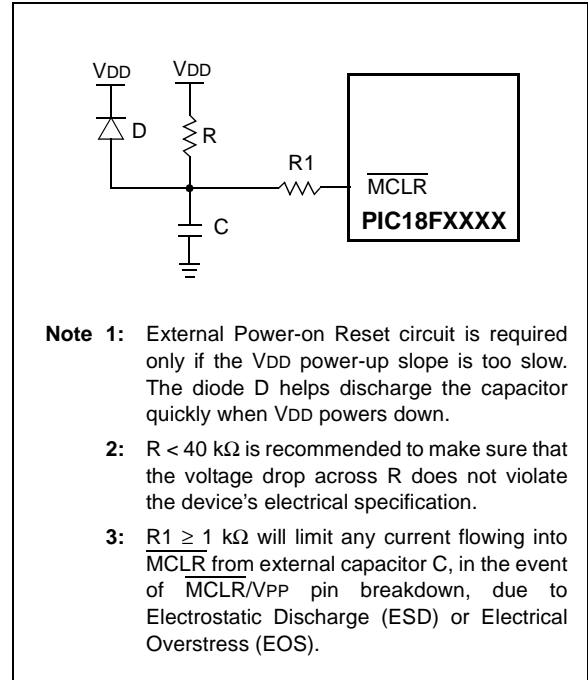 VDD VDD
D
R
R1
MCLR
PIC18FXXXX
C
Note 1: External Power-on Reset circuit is required
only if the VDD power-up slope is too slow.
The diode D helps discharge the capacitor
quickly when VDD powers down.
2: R < 40 kΩ is recommended to make sure that
the voltage drop across R does not violate
the device's electrical specification.
3: R1 ≥ 1 kΩ will limit any current flowing into
MCLR from external capacitor C, in the event
of MCLR/VPP pin breakdown, due to
Electrostatic Discharge (ESD) or Electrical
Overstress (EOS).